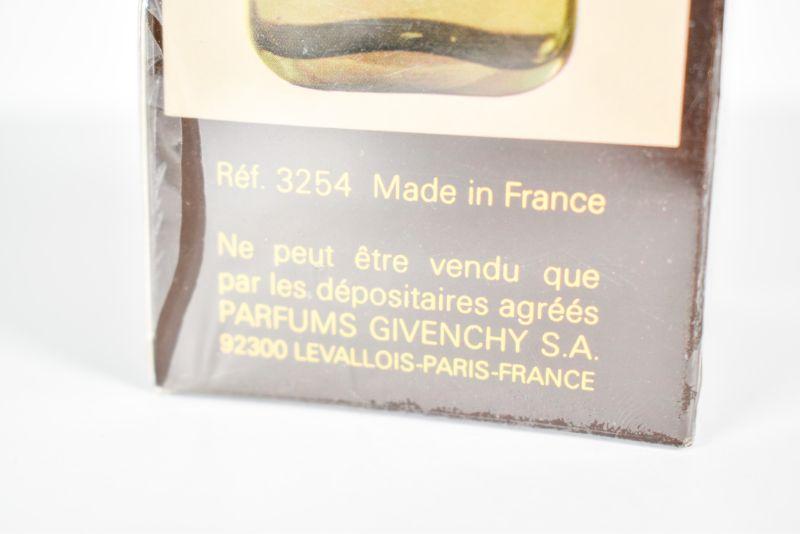 Réf. 3254 Made in France
Ne peut être vendu que
par les dépositaires agréés
PARFUMS GIVENCHY S.A.
92300 LEVALLOIS-PARIS-FRANCE